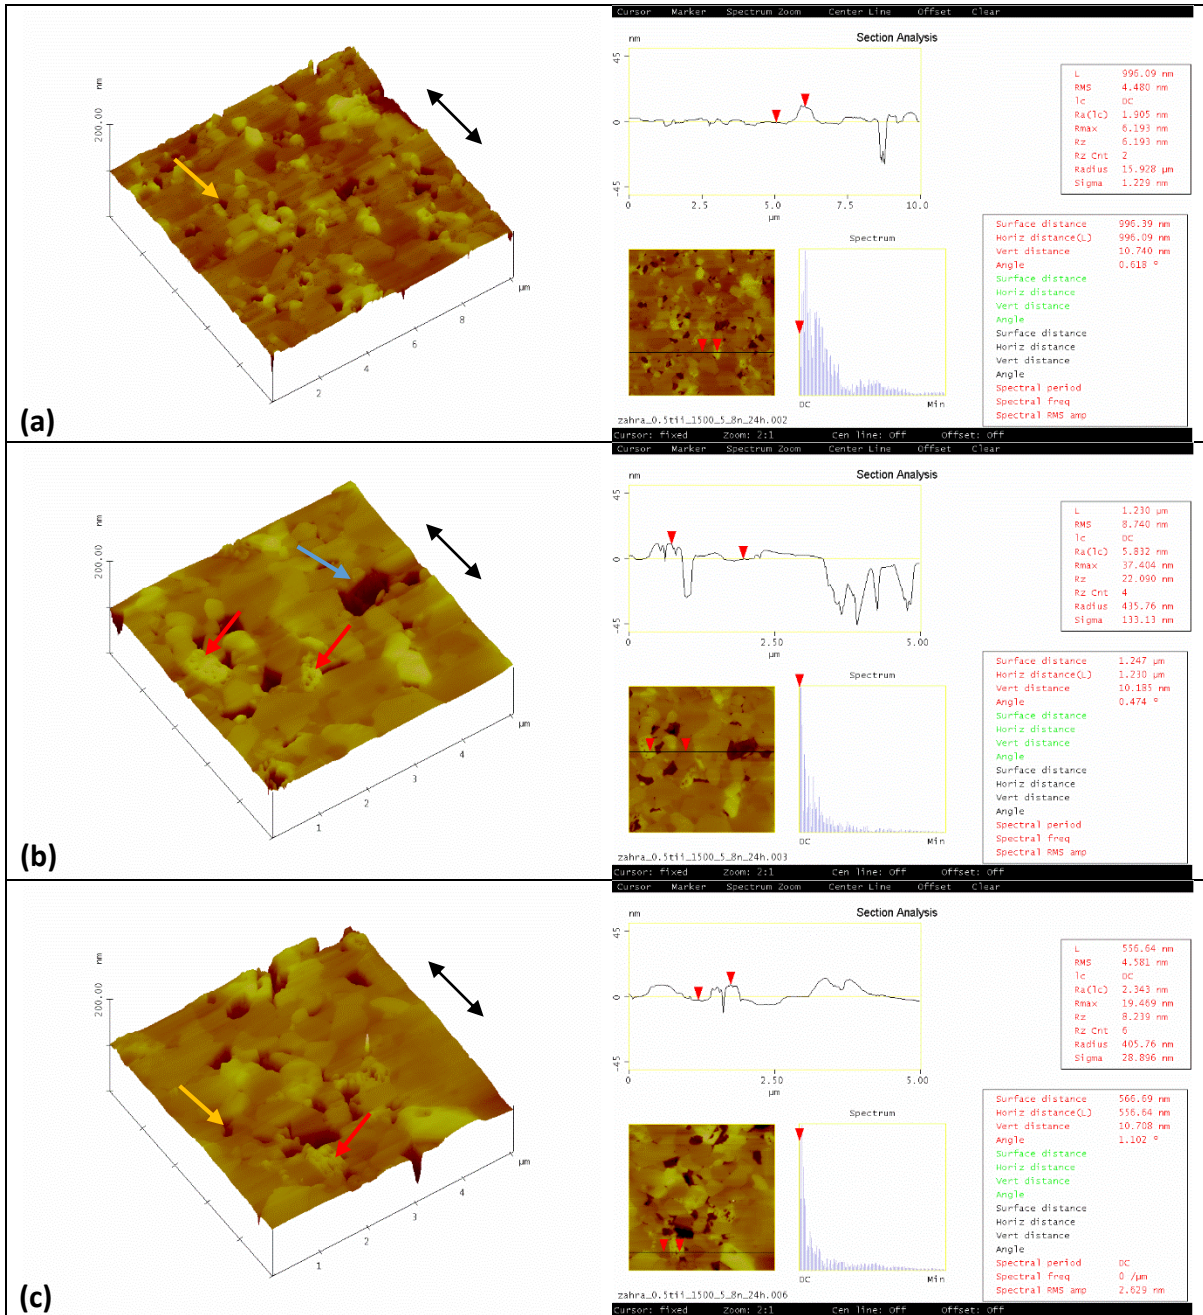 Cursor Marker Spectrum Zoom Center Line Offset Clear
nm
200.00
2
4
6
8
μm
(a)
Section Analysis
nm
45
0
-45
0 2.5 5.0 7.5 10.0
μm
L 996.09 nm
RMS 4.480 nm
lc DC
Ra(lc) 1.905 nm
Rmax 6.193 nm
Rz 6.193 nm
Rz Cnt 2
Radius 15.928 μm
Sigma 1.229 nm
Spectrum
DC Min
Surface distance 996.39 nm
Horiz distance(L) 996.09 nm
Vert distance 10.740 nm
Angle 0.618 °
Surface distance
Horiz distance
Vert distance
Angle
Surface distance
Horiz distance
Vert distance
Angle
Spectral period
Spectral freq
Spectral RMS amp
zahra_0.5tii_1500_5_8n_24h.002
Cursor: fixed Zoom: 2:1 Cen line: Off Offset: Off
Cursor Marker Spectrum Zoom Center Line Offset Clear
nm
200.00
1
2
3
4
μm
(b)
Section Analysis
nm
45
0
-45
0 2.50 5.00
μm
L 1.230 μm
RMS 8.740 nm
lc DC
Ra(lc) 5.832 nm
Rmax 37.404 nm
Rz 22.090 nm
Rz Cnt 4
Radius 435.76 nm
Sigma 133.13 nm
Spectrum
DC Min
Surface distance 1.247 μm
Horiz distance(L) 1.230 μm
Vert distance 10.185 nm
Angle 0.474 °
Surface distance
Horiz distance
Vert distance
Angle
Surface distance
Horiz distance
Vert distance
Angle
Spectral period
Spectral freq
Spectral RMS amp
zahra_0.5tii_1500_5_8n_24h.003
Cursor: fixed Zoom: 2:1 Cen line: Off Offset: Off
Cursor Marker Spectrum Zoom Center Line Offset Clear
nm
200.00
1
2
3
4
μm
(c)
Section Analysis
nm
45
0
-45
0 2.50 5.00
μm
L 556.64 nm
RMS 4.581 nm
lc DC
Ra(lc) 2.343 nm
Rmax 19.469 nm
Rz 8.239 nm
Rz Cnt 6
Radius 405.76 nm
Sigma 28.896 nm
Spectrum
DC Min
Surface distance 566.69 nm
Horiz distance(L) 556.64 nm
Vert distance 10.708 nm
Angle 1.102 °
Surface distance
Horiz distance
Vert distance
Angle
Surface distance
Horiz distance
Vert distance
Angle
Spectral period DC
Spectral freq 0 /μm
Spectral RMS amp 2.629 nm
zahra_0.5tii_1500_5_8n_24h.006
Cursor: fixed Zoom: 2:1 Cen line: Off Offset: Off